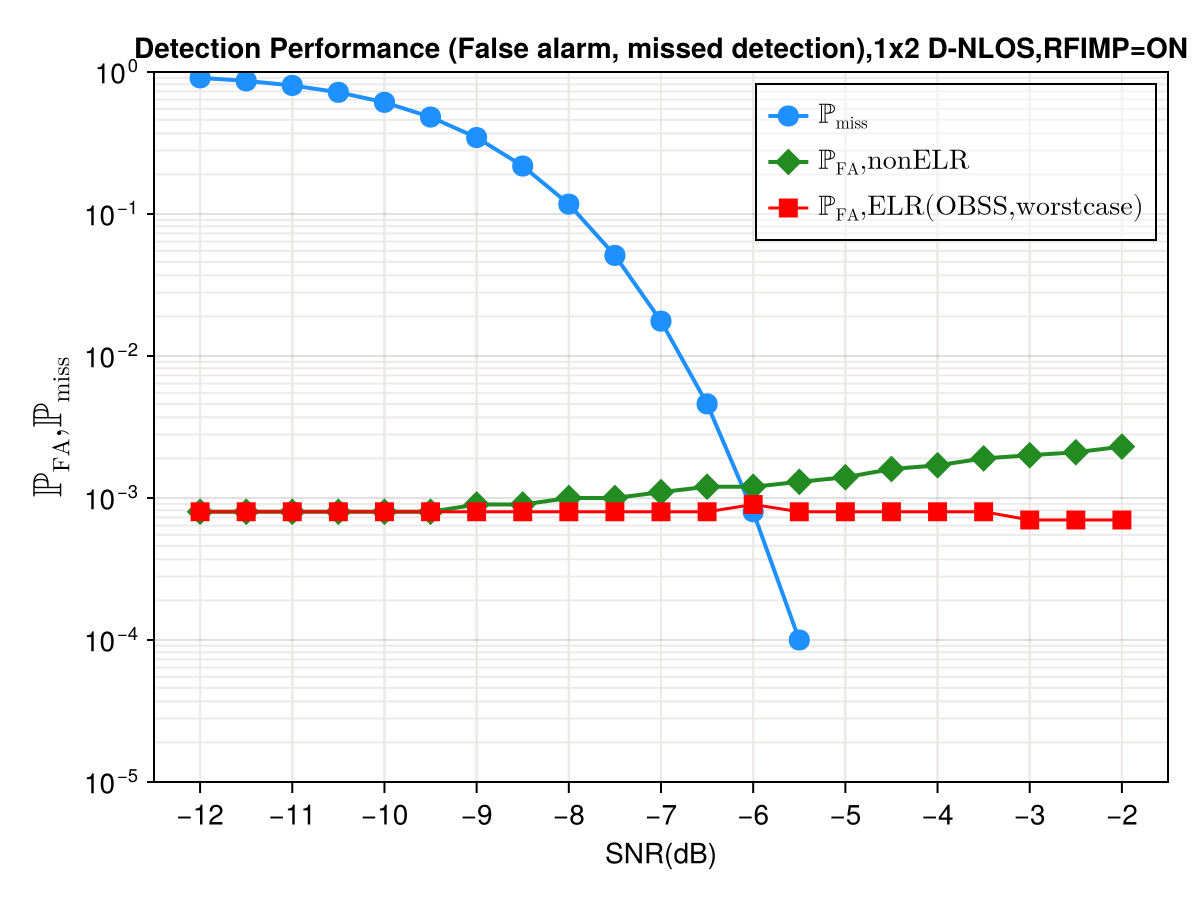 Detection Performance (False alarm, missed detection),1x2 D-NLOS,RFIMP=ON
ℙ_miss
ℙ_FA,nonELR
ℙ_FA,ELR(OBSS,worstcase)
ℙ_FA,ℙ_miss
10⁰
10⁻¹
10⁻²
10⁻³
10⁻⁴
10⁻⁵
−12 −11 −10 −9 −8 −7 −6 −5 −4 −3 −2
SNR(dB)